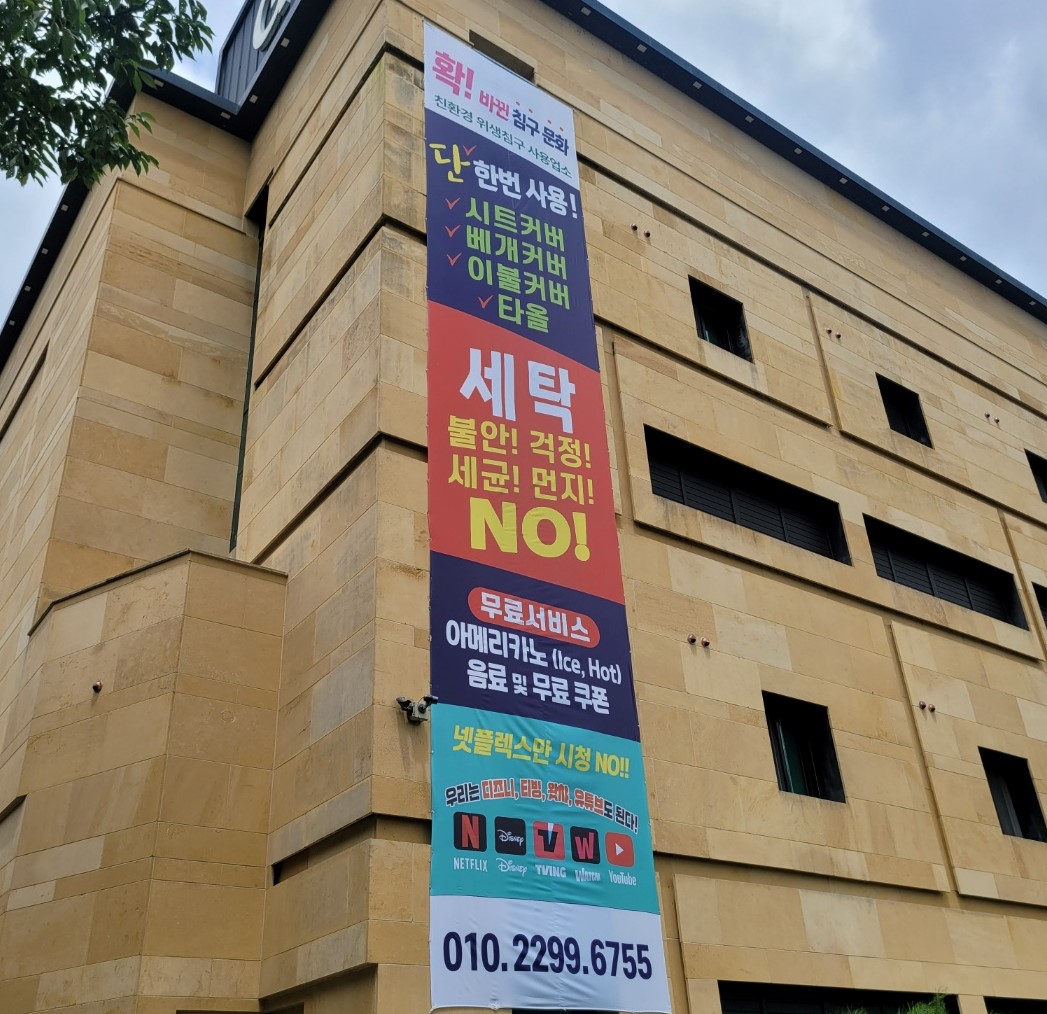 확! 바뀐 침구 문화
친환경 위생침구 사용업소
단 한번 사용!
시트커버
베개커버
이불커버
타올
세탁
불안! 걱정!
세균! 먼지!
NO!
무료서비스
아메리카노 (Ice, Hot)
음료 및 무료 쿠폰
넷플렉스만 시청 NO!!
우리는 디즈니, 티빙, 왓챠, 유튜브도 된다!
N Disney W
NETFLIX Disney TVING WATCHA YouTube
010.2299.6755